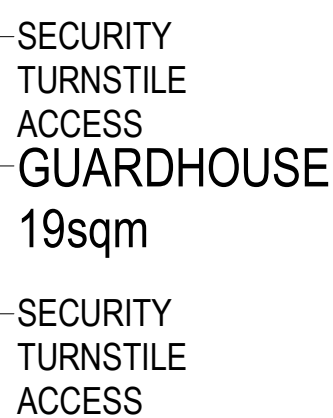 SECURITY
TURNSTILE
ACCESS
GUARDHOUSE
19sqm
SECURITY
TURNSTILE
ACCESS